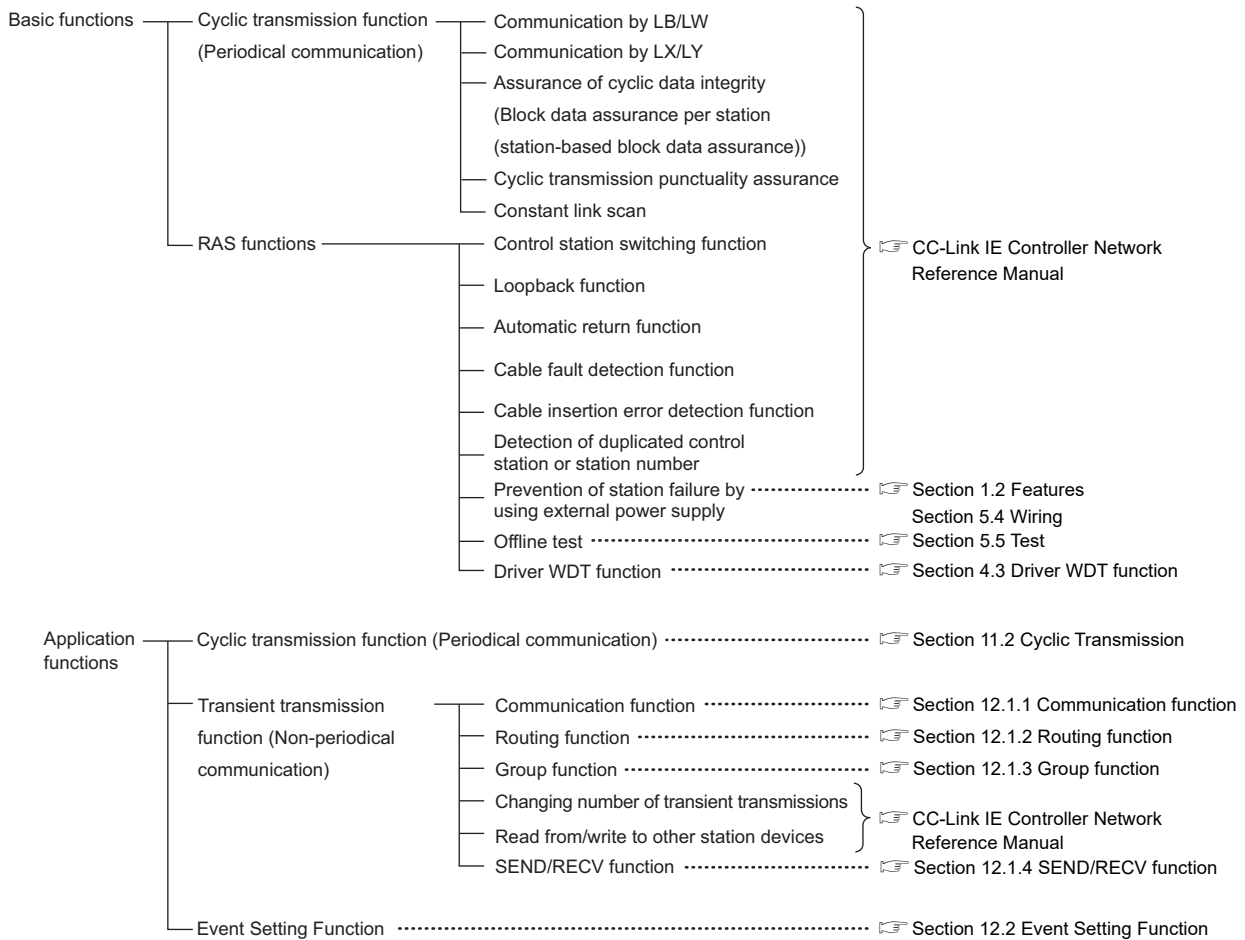 Basic functions
Cyclic transmission function
(Periodical communication)
Communication by LB/LW
Communication by LX/LY
Assurance of cyclic data integrity
(Block data assurance per station
(station-based block data assurance))
Cyclic transmission punctuality assurance
Constant link scan
RAS functions
Control station switching function
Loopback function
Automatic return function
Cable fault detection function
Cable insertion error detection function
Detection of duplicated control
station or station number
CC-Link IE Controller Network
Reference Manual
Prevention of station failure by
using external power supply
Section 1.2 Features
Section 5.4 Wiring
Offline test
Section 5.5 Test
Driver WDT function
Section 4.3 Driver WDT function
Application
functions
Cyclic transmission function (Periodical communication)
Section 11.2 Cyclic Transmission
Transient transmission
function (Non-periodical
communication)
Communication function
Section 12.1.1 Communication function
Routing function
Section 12.1.2 Routing function
Group function
Section 12.1.3 Group function
Changing number of transient transmissions
Read from/write to other station devices
CC-Link IE Controller Network
Reference Manual
SEND/RECV function
Section 12.1.4 SEND/RECV function
Event Setting Function
Section 12.2 Event Setting Function